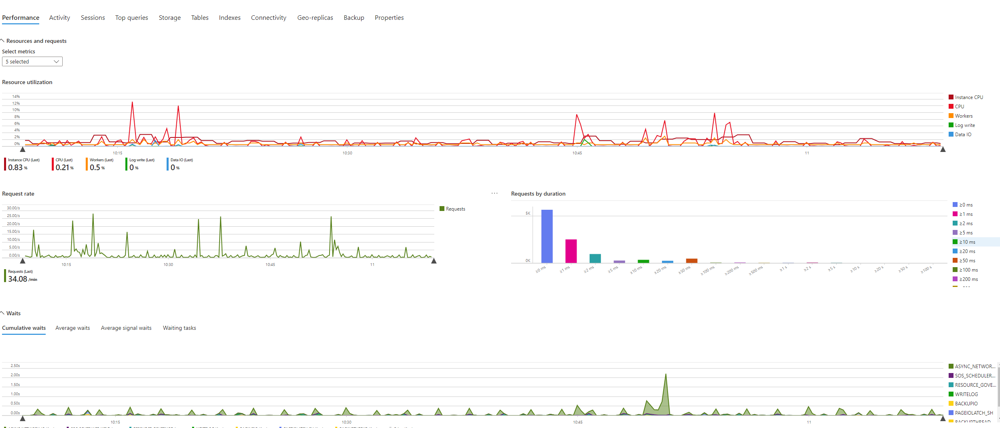 Performance Activity Sessions Top queries Storage Tables Indexes Connectivity Geo-replicas Backup Properties
Resources and requests
Select metrics
5 selected
Resource utilization
14%
12%
10%
8%
6%
4%
2%
0%
10:15 10:30 10:45 11
Instance CPU
CPU
Workers
Log write
Data IO
Instance CPU (Last) CPU (Last) Workers (Last) Log write (Last) Data IO (Last)
0.83 % 0.21 % 0.5 % 0 % 0 %
Request rate
...
30.00/s
25.00/s
20.00/s
15.00/s
10.00/s
5.00/s
0.00/s
10:15 10:30 10:45 11
Requests
Requests (Last)
34.08 /min
Requests by duration
5K
0K
≥0 ms ≥1 ms ≥2 ms ≥5 ms ≥10 ms ≥20 ms ≥50 ms ≥100 ms ≥200 ms ≥500 ms ≥1 s ≥2 s ≥5 s ≥10 s ≥20 s ≥50 s ≥100 s
≥0 ms
≥1 ms
≥2 ms
≥5 ms
≥10 ms
≥20 ms
≥50 ms
≥100 ms
≥200 ms
Waits
Cumulative waits Average waits Average signal waits Waiting tasks
2.50s
2.00s
1.50s
1.00s
0.50s
0.00s
10:15 10:30 10:45 11
ASYNC_NETWOR...
SOS_SCHEDULER...
RESOURCE_GOVE...
WRITELOG
BACKUPIO
PAGEIOLATCH_SH
BACKUPTHREAD